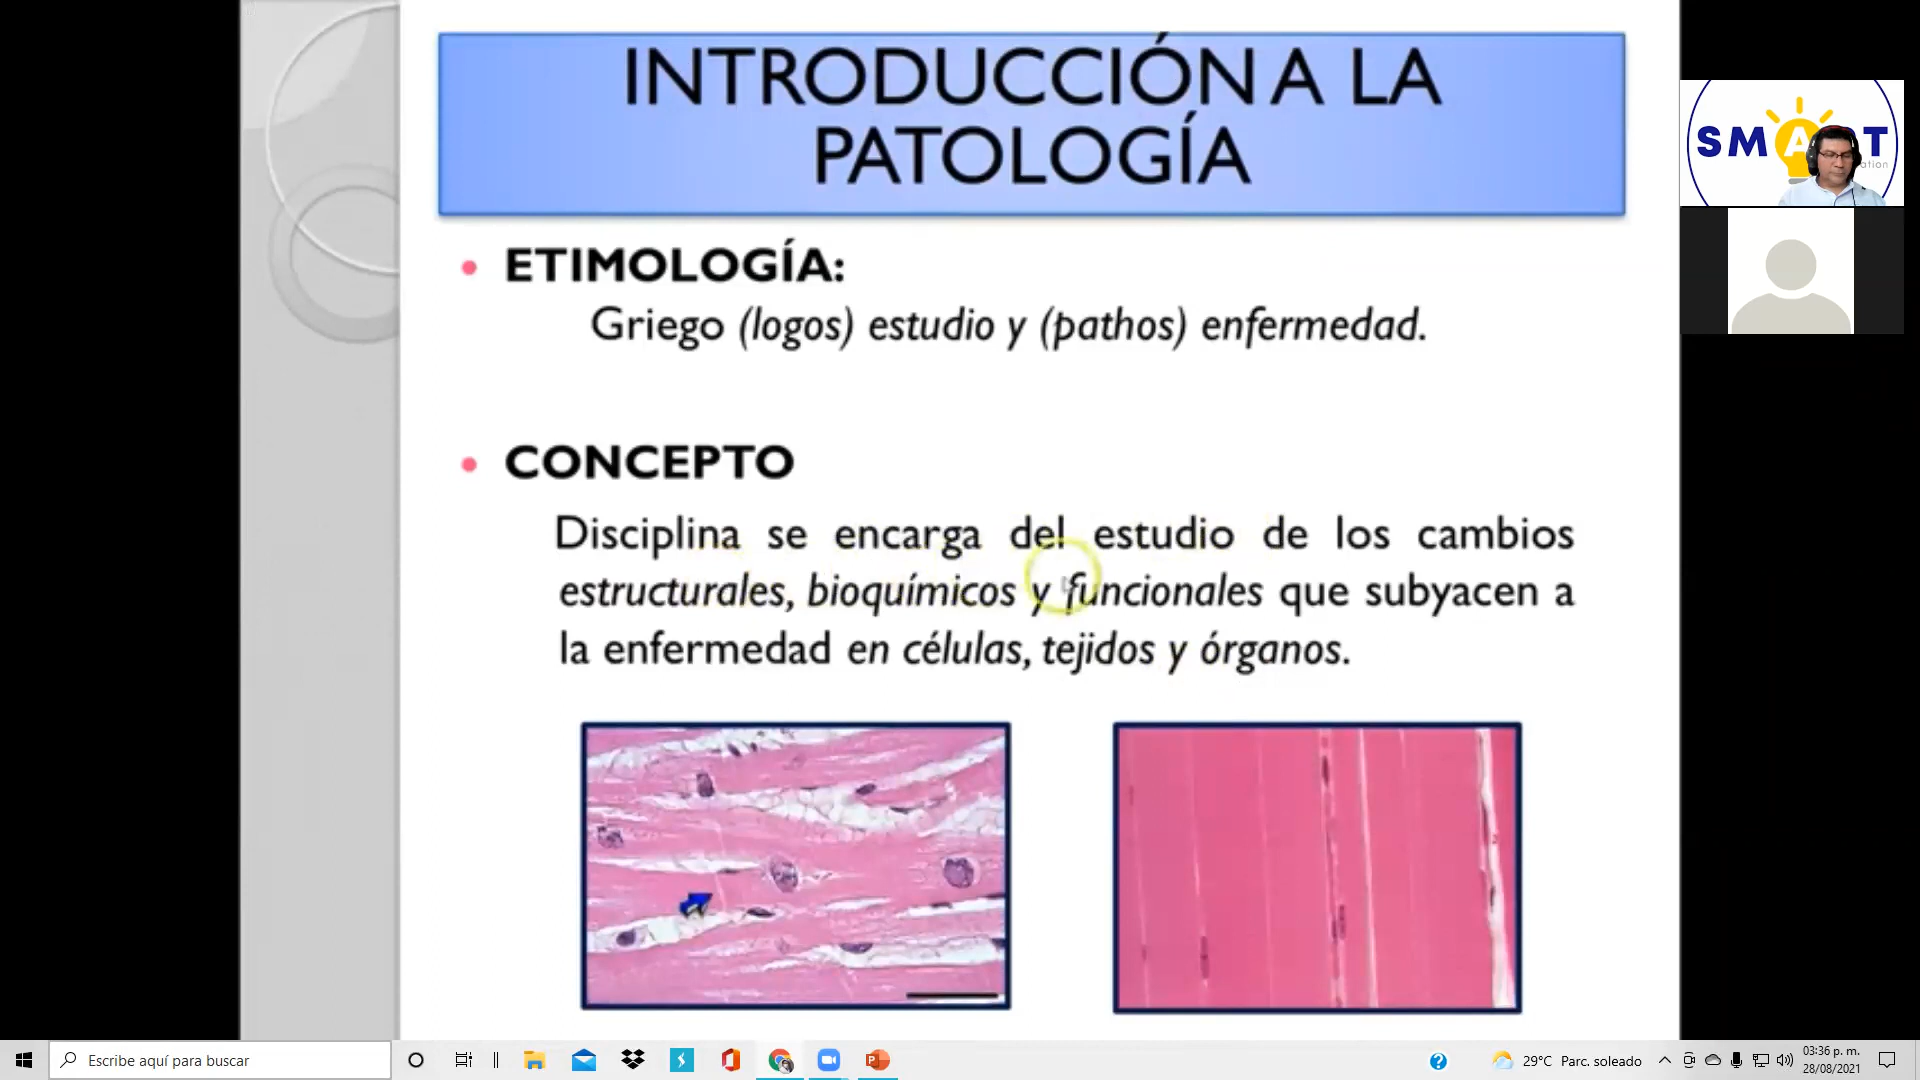 INTRODUCCIÓN A LA
PATOLOGÍA
• ETIMOLOGÍA:
Griego (logos) estudio y (pathos) enfermedad.
• CONCEPTO
Disciplina se encarga del estudio de los cambios
estructurales, bioquímicos y funcionales que subyacen a
la enfermedad en células, tejidos y órganos.
SMA T
ation
Escribe aquí para buscar
29°C Parc. soleado
03:36 p. m.
28/08/2021